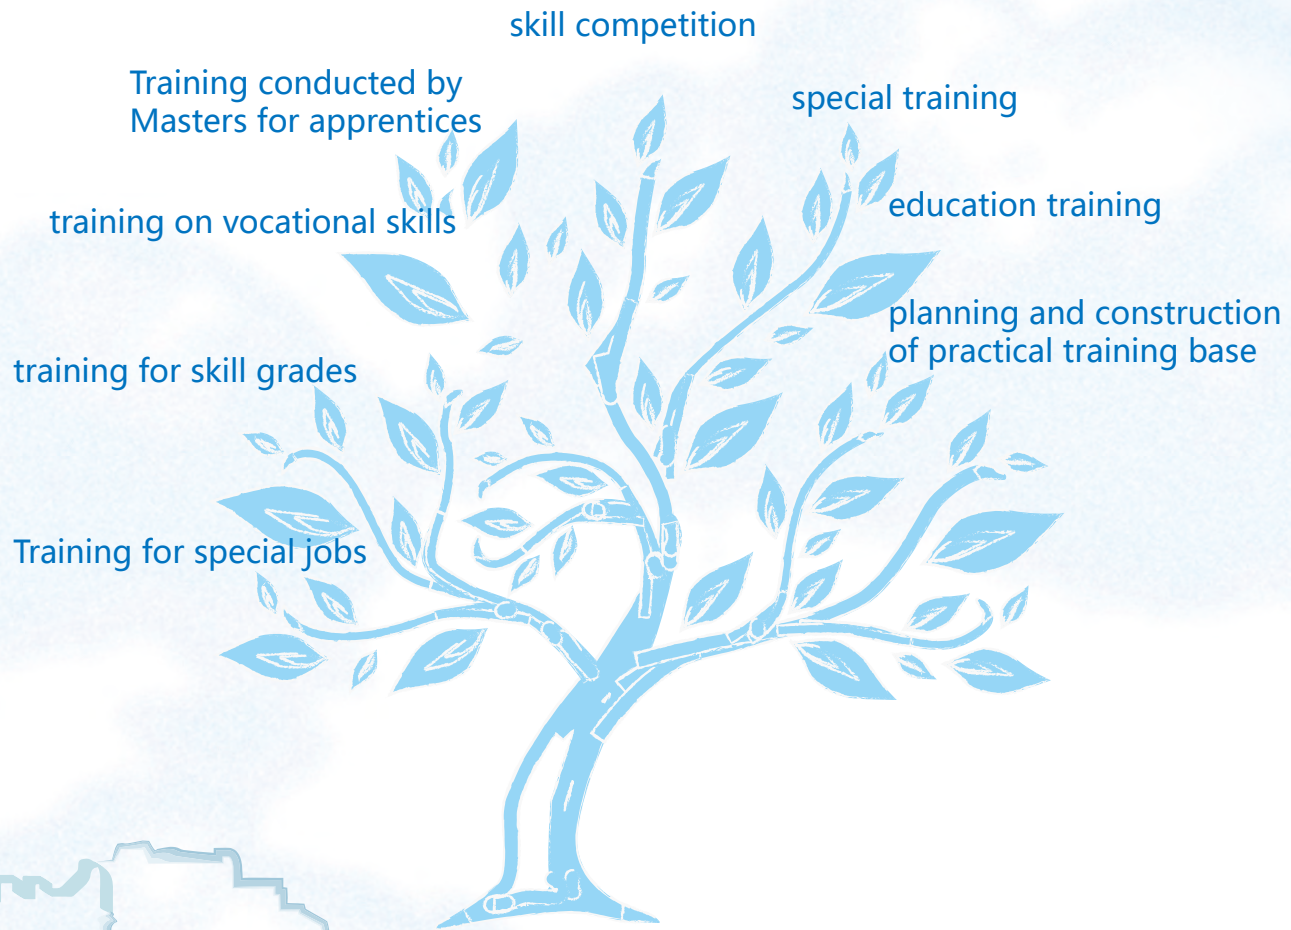 skill competition
Training conducted by
Masters for apprentices
special training
training on vocational skills
education training
planning and construction
of practical training base
training for skill grades
Training for special jobs